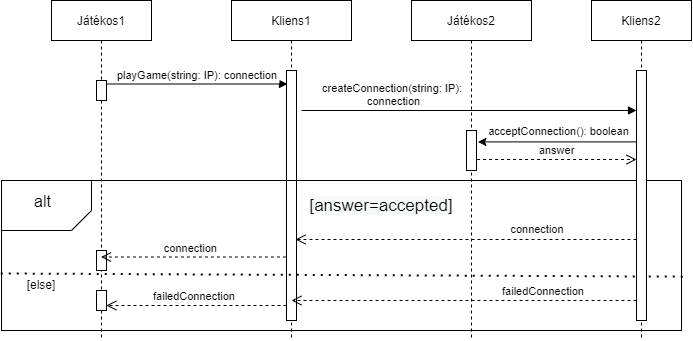 Játékos1
Kliens1
Játékos2
Kliens2
playGame(string: IP): connection
createConnection(string: IP):
connection
acceptConnection(): boolean
answer
alt
[answer=accepted]
connection
connection
[else]
failedConnection
failedConnection